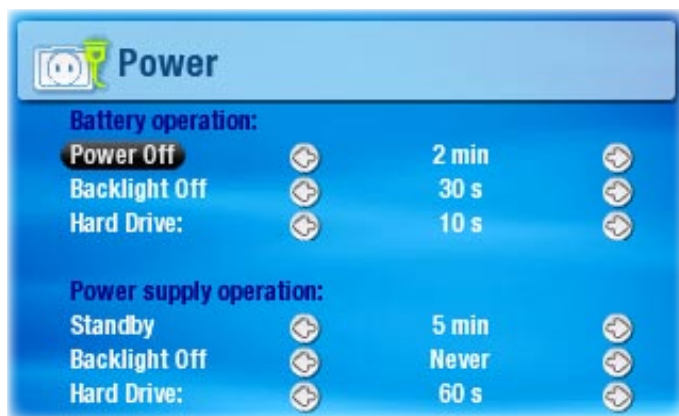 Power
Battery operation:
Power Off 2 min
Backlight Off 30 s
Hard Drive: 10 s
Power supply operation:
Standby 5 min
Backlight Off Never
Hard Drive: 60 s